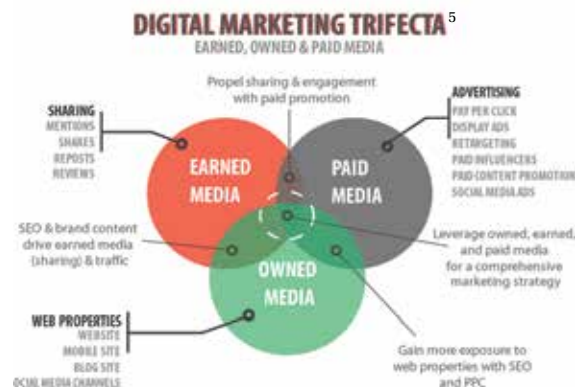 DIGITAL MARKETING TRIFECTA 5
EARNED, OWNED & PAID MEDIA
Propel sharing & engagement
with paid promotion
SHARING
MENTIONS
SHARES
REPOSTS
REVIEWS
ADVERTISING
PAY PER CLICK
DISPLAY ADS
RETARGETING
PAID INFLUENCERS
PAID CONTENT PROMOTION
SOCIAL MEDIA ADS
EARNED
MEDIA
PAID
MEDIA
SEO & brand content
drive earned media
(sharing) & traffic
Leverage owned, earned,
and paid media
for a comprehensive
marketing strategy
OWNED
MEDIA
WEB PROPERTIES
WEBSITE
MOBILE SITE
BLOG SITE
OCIAL MEDIA CHANNELS
Gain more exposure to
web properties with SEO
and PPC